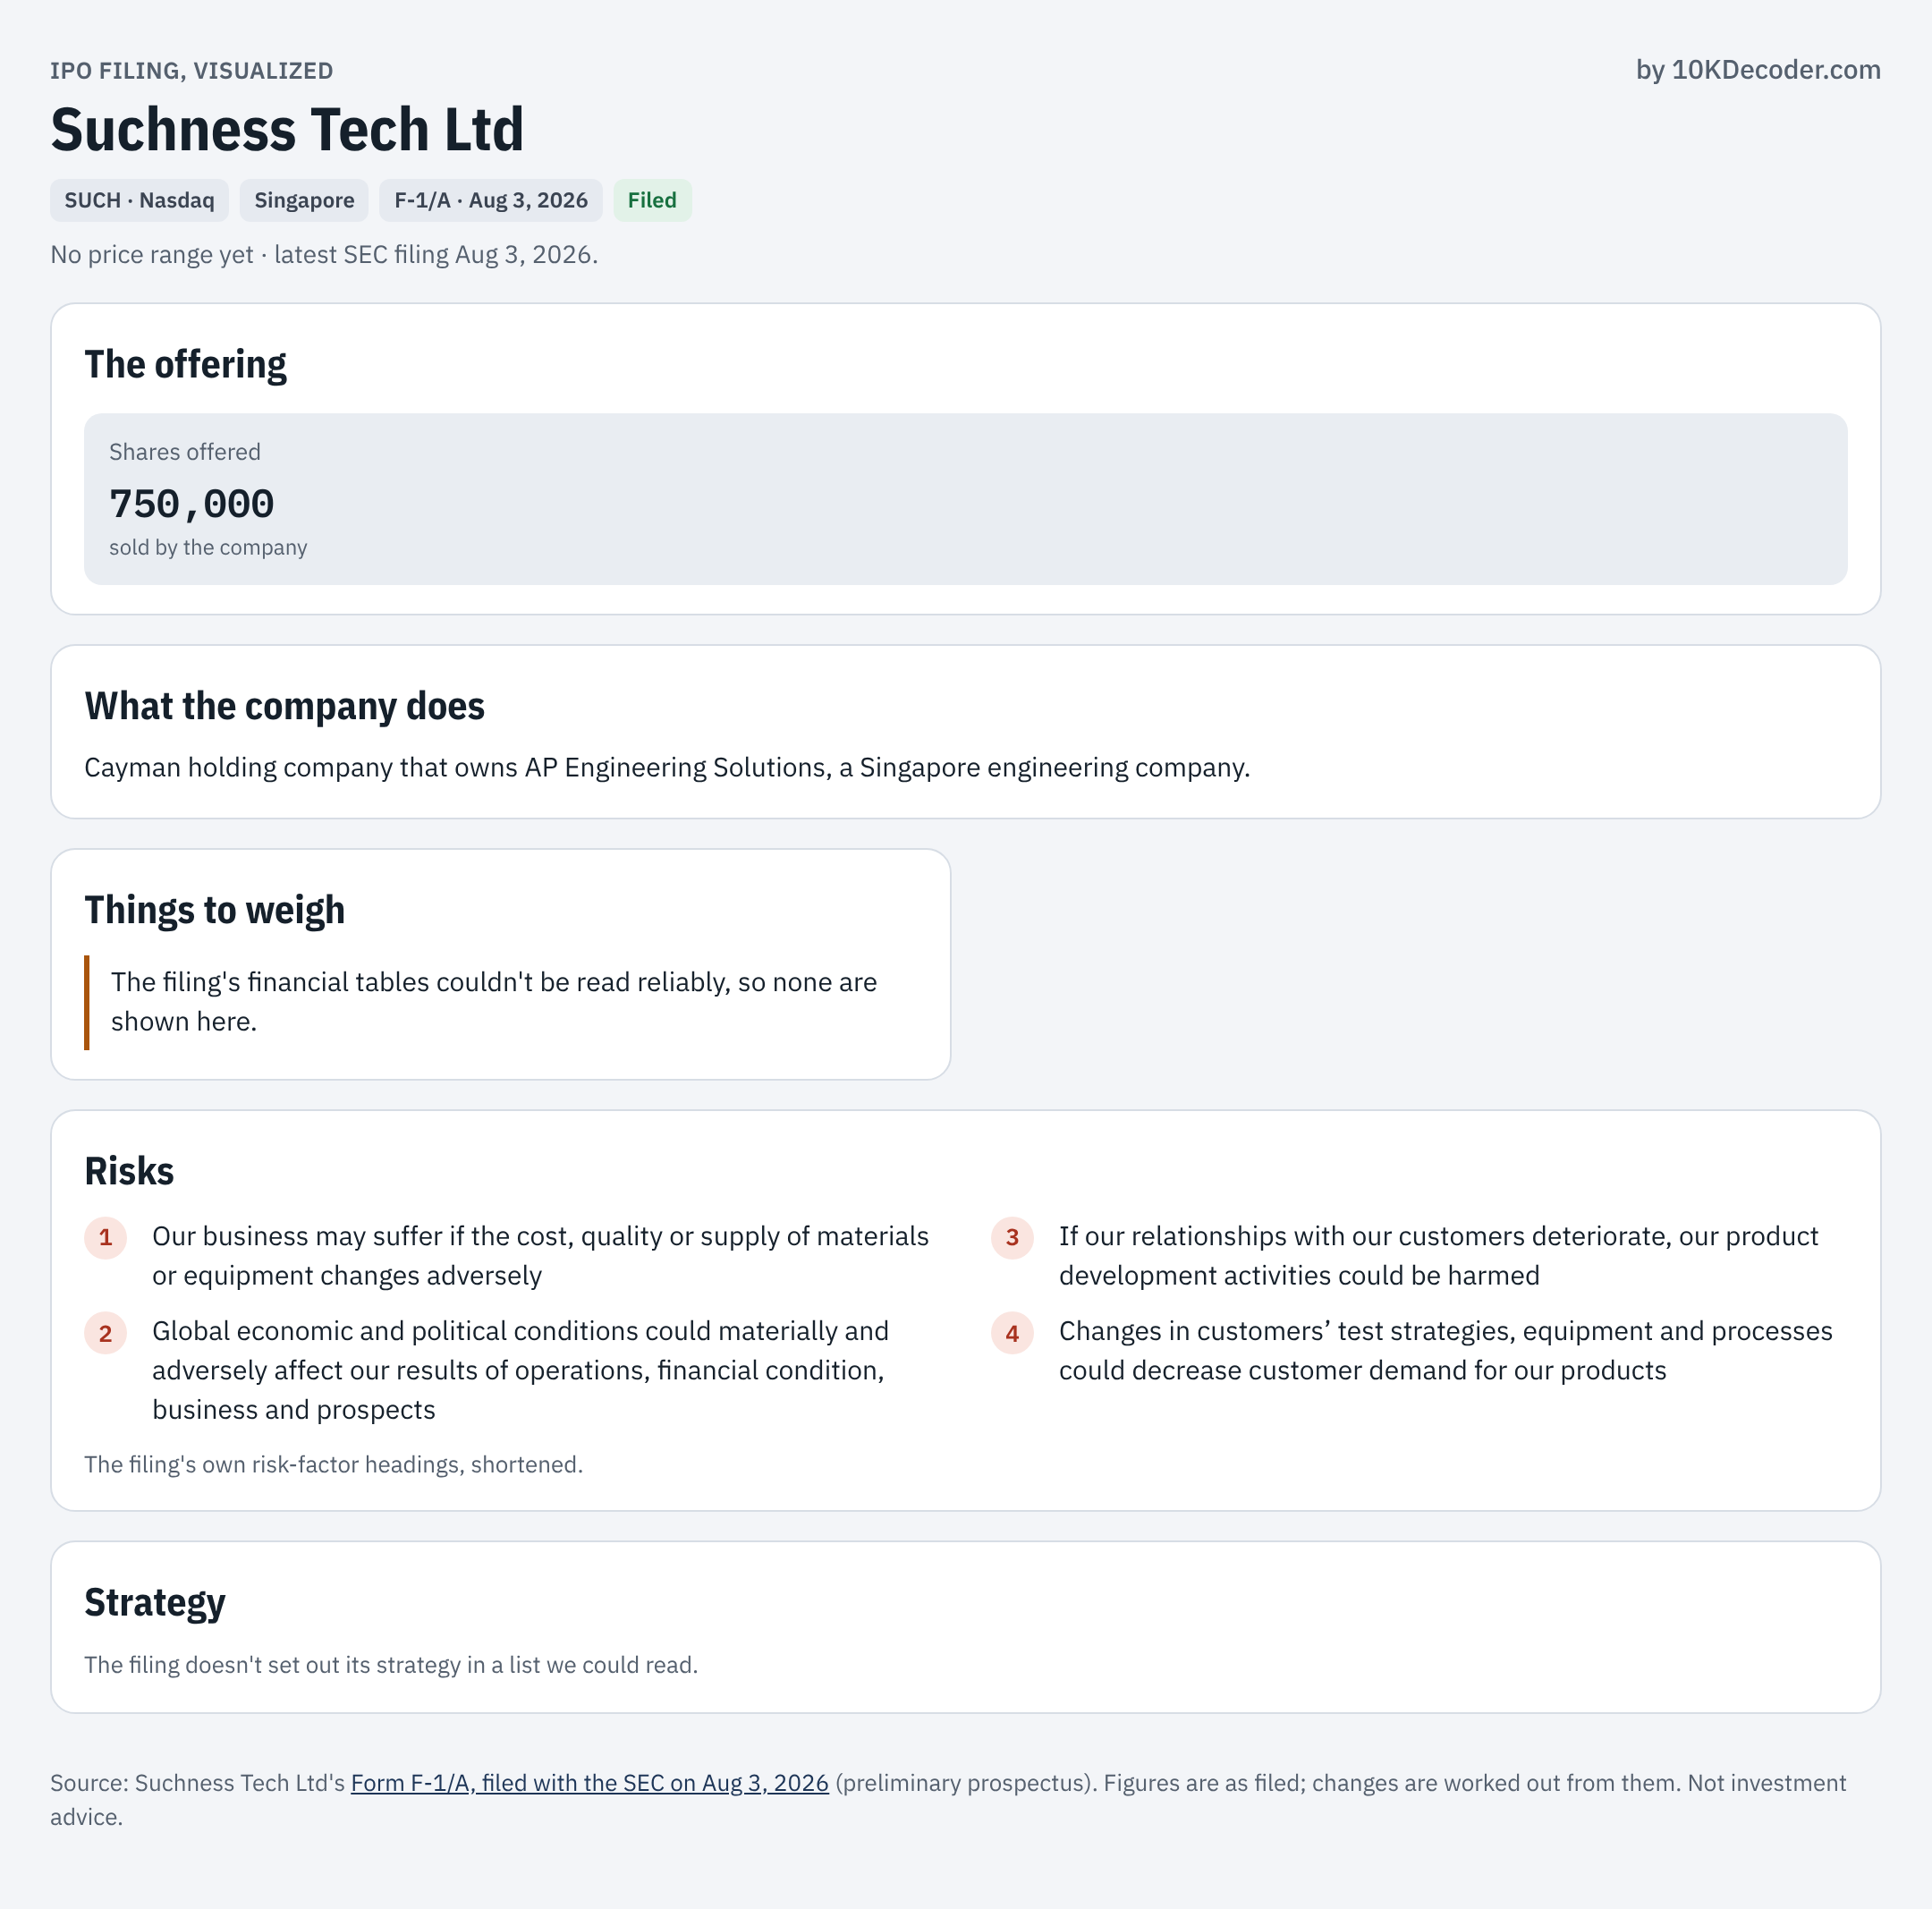 IPO FILING, VISUALIZED
by 10KDecoder.com
Suchness Tech Ltd
SUCH · Nasdaq
Singapore
F-1/A · Aug 3, 2026
Filed
No price range yet · latest SEC filing Aug 3, 2026.
The offering
Shares offered
750,000
sold by the company
What the company does
Cayman holding company that owns AP Engineering Solutions, a Singapore engineering company.
Things to weigh
The filing's financial tables couldn't be read reliably, so none are
shown here.
Risks
1
Our business may suffer if the cost, quality or supply of materials
or equipment changes adversely
2
Global economic and political conditions could materially and
adversely affect our results of operations, financial condition,
business and prospects
3
If our relationships with our customers deteriorate, our product
development activities could be harmed
4
Changes in customers’ test strategies, equipment and processes
could decrease customer demand for our products
The filing's own risk-factor headings, shortened.
Strategy
The filing doesn't set out its strategy in a list we could read.
Source: Suchness Tech Ltd's Form F-1/A, filed with the SEC on Aug 3, 2026 (preliminary prospectus). Figures are as filed; changes are worked out from them. Not investment
advice.